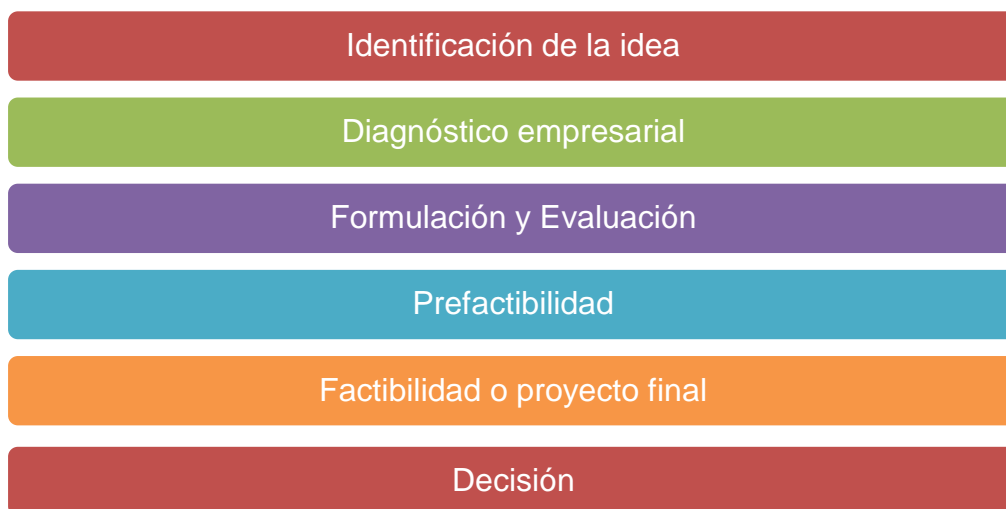 Identificación de la idea
Diagnóstico empresarial
Formulación y Evaluación
Prefactibilidad
Factibilidad o proyecto final
Decisión